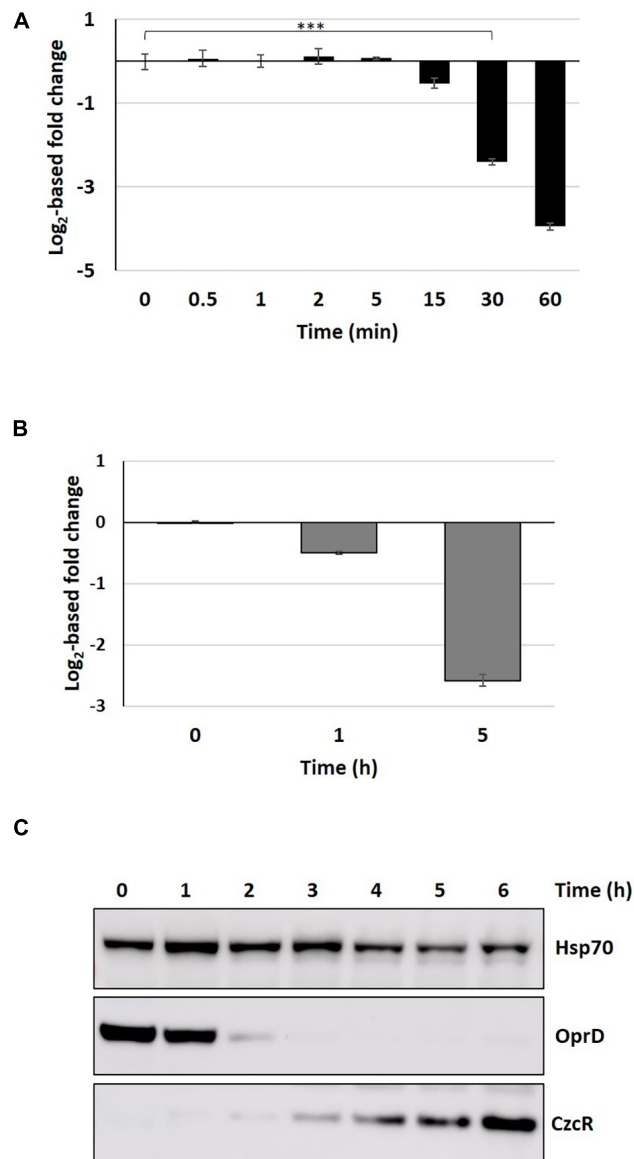 A
1
***
-1
-3
-5
Log2-based fold change
0 0.5 1 2 5 15 30 60
Time (min)
B
1
0
-1
-2
-3
Log2-based fold change
0 1 5
Time (h)
C
0 1 2 3 4 5 6 Time (h)
Hsp70
OprD
CzcR